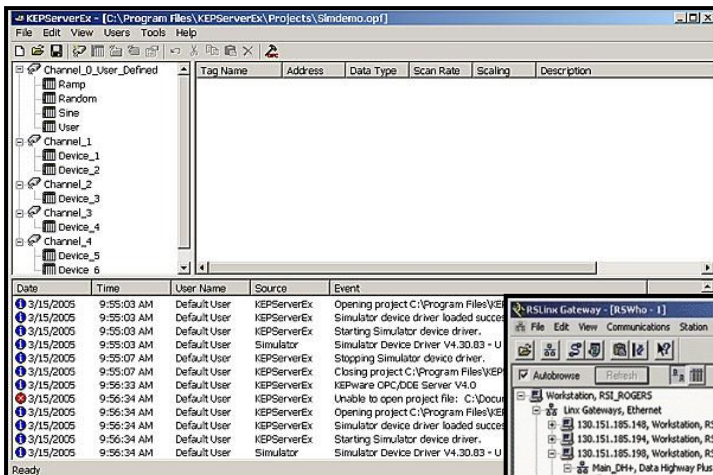 KEPServerEx - [C:\Program Files\KEPServerEx\Projects\Simdemo.opf]
File Edit View Users Tools Help
Channel_0_User_Defined
Ramp
Random
Sine
User
Channel_1
Device_1
Device_2
Channel_2
Device_3
Channel_3
Device_4
Channel_4
Device_5
Device_6
Tag Name Address Data Type Scan Rate Scaling Description
Date Time User Name Source Event
3/15/2005 9:55:03 AM Default User KEPServerEx Opening project C:\Program Files\KEP
3/15/2005 9:55:03 AM Default User KEPServerEx Simulator device driver loaded succes
3/15/2005 9:55:03 AM Default User KEPServerEx Starting Simulator device driver.
3/15/2005 9:55:03 AM Default User Simulator Simulator Device Driver V4.30.83 - U
3/15/2005 9:55:07 AM Default User KEPServerEx Stopping Simulator device driver.
3/15/2005 9:55:07 AM Default User KEPServerEx Closing project C:\Program Files\KEP
3/15/2005 9:56:33 AM Default User KEPServerEx KEPware OPC/DDE Server V4.0
3/15/2005 9:56:34 AM Default User KEPServerEx Unable to open project file: C:\Docu
3/15/2005 9:56:34 AM Default User KEPServerEx Opening project C:\Program Files\KEP
3/15/2005 9:56:34 AM Default User KEPServerEx Simulator device driver loaded succes
3/15/2005 9:56:34 AM Default User KEPServerEx Starting Simulator device driver.
3/15/2005 9:56:34 AM Default User Simulator Simulator Device Driver V4.30.83 - U
Ready
RSLinx Gateway - [RSWho - 1]
File Edit View Communications Station
Autobrowse Refresh
Workstation, RSI_ROGERS
Linx Gateways, Ethernet
130.151.185.148, Workstation, RS
130.151.185.194, Workstation, RS
130.151.185.198, Workstation, RS
Main_DH+, Data Highway Plus